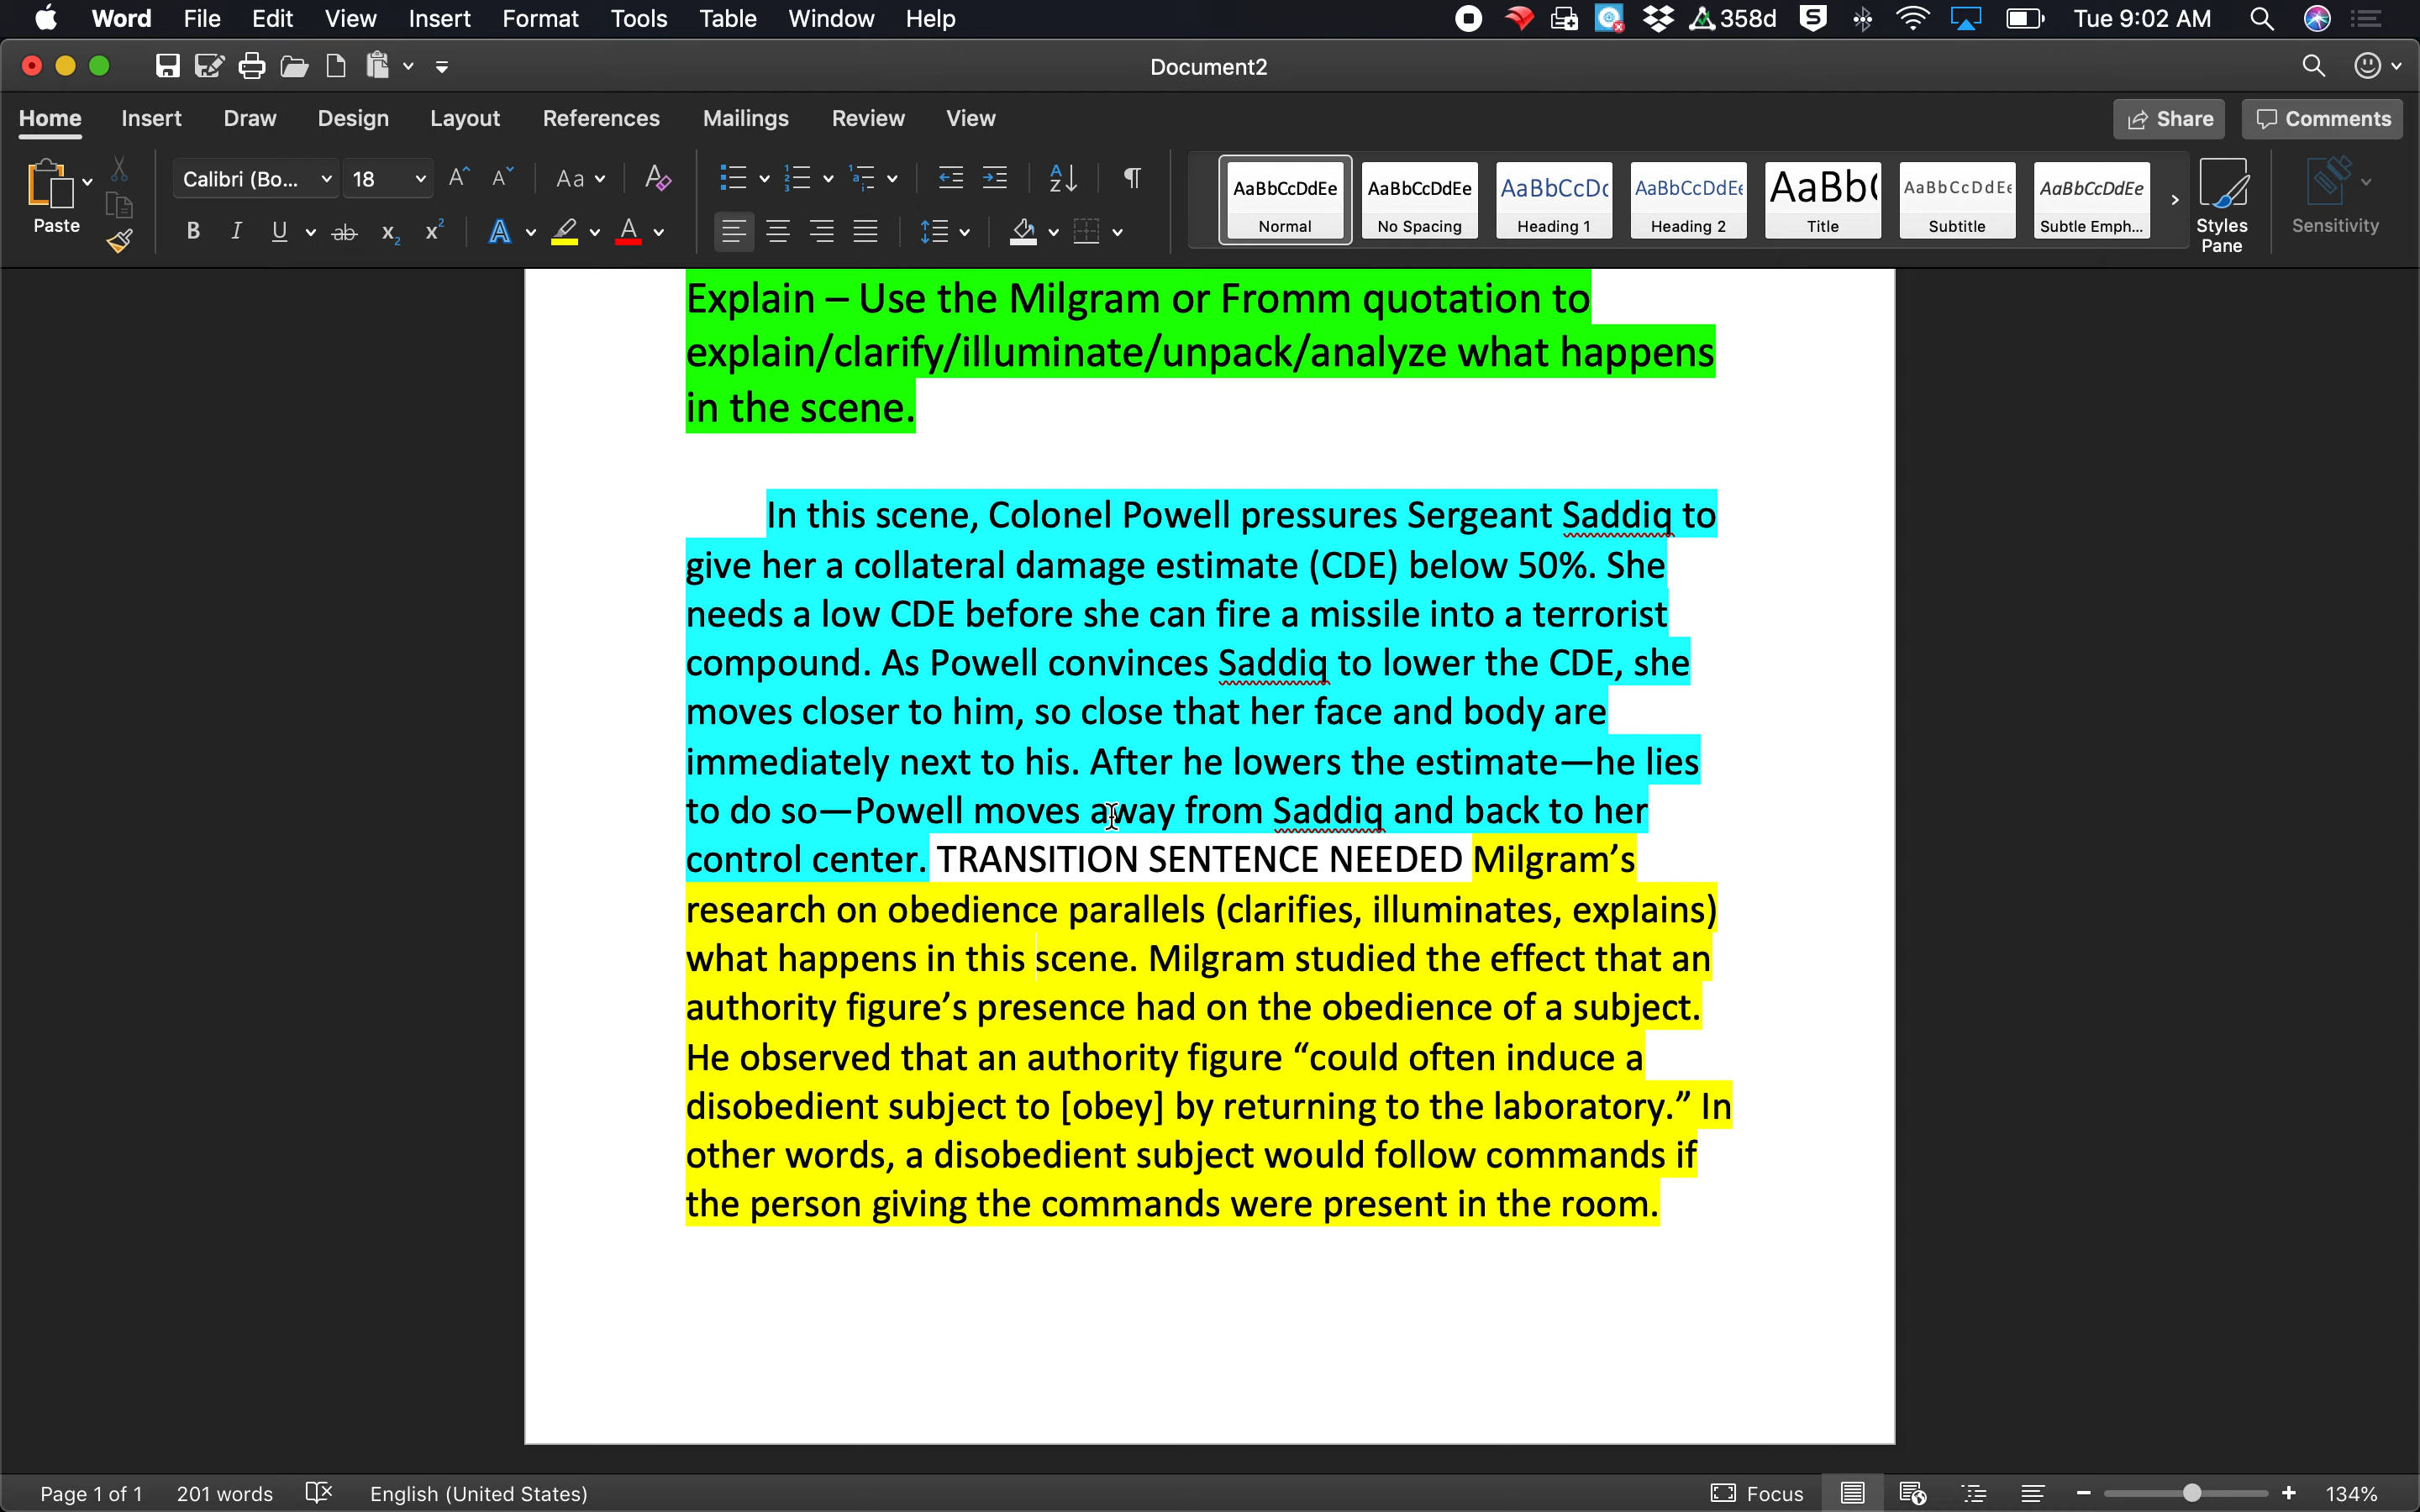 Word File Edit View Insert Format Tools Table Window Help 358d Tue 9:02 AM
Document2
Home Insert Draw Design Layout References Mailings Review View Share Comments
Paste
Calibri (Bo... 18 Aa
B I U ab x₂ x² A A
AaBbCcDdEe AaBbCcDdEe AaBbCcDc AaBbCcDdEe AaBb( AaBbCcDdEe AaBbCcDdEe
Normal No Spacing Heading 1 Heading 2 Title Subtitle Subtle Emph...
Styles Pane
Sensitivity
Explain – Use the Milgram or Fromm quotation to
explain/clarify/illuminate/unpack/analyze what happens
in the scene.
In this scene, Colonel Powell pressures Sergeant Saddiq to
give her a collateral damage estimate (CDE) below 50%. She
needs a low CDE before she can fire a missile into a terrorist
compound. As Powell convinces Saddiq to lower the CDE, she
moves closer to him, so close that her face and body are
immediately next to his. After he lowers the estimate—he lies
to do so—Powell moves away from Saddiq and back to her
control center. TRANSITION SENTENCE NEEDED Milgram’s
research on obedience parallels (clarifies, illuminates, explains)
what happens in this scene. Milgram studied the effect that an
authority figure’s presence had on the obedience of a subject.
He observed that an authority figure “could often induce a
disobedient subject to [obey] by returning to the laboratory.” In
other words, a disobedient subject would follow commands if
the person giving the commands were present in the room.
Page 1 of 1 201 words English (United States) Focus 134%